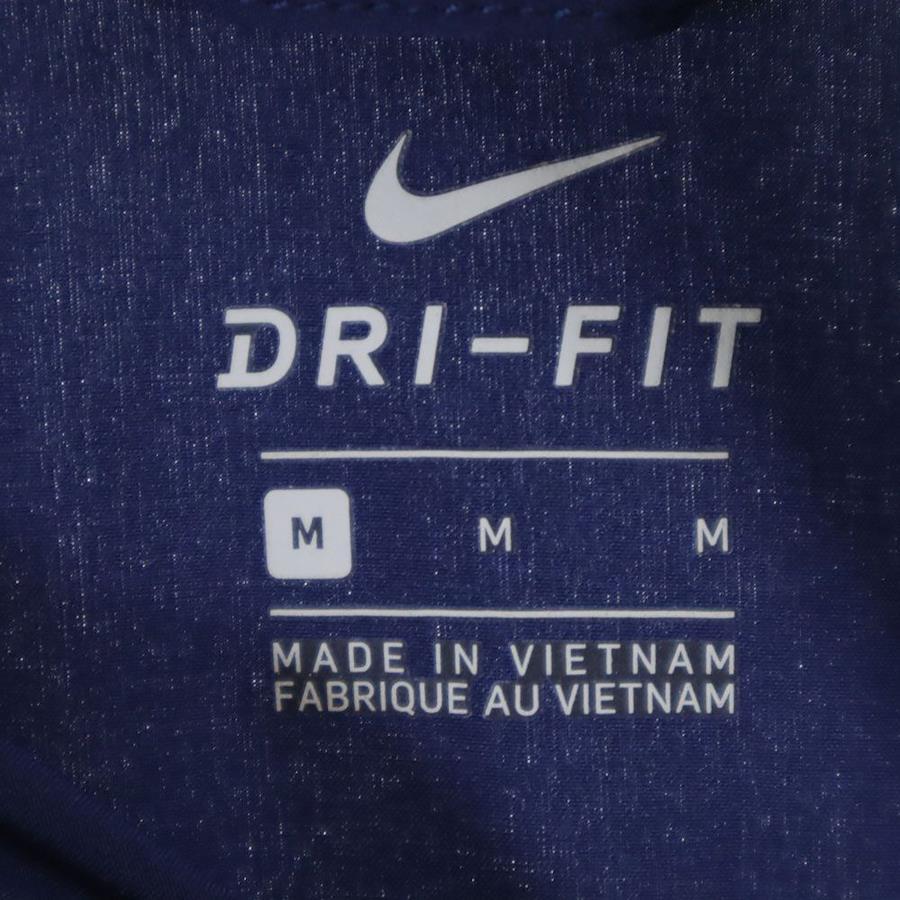 DRI-FIT
M M M
MADE IN VIETNAM
FABRIQUE AU VIETNAM